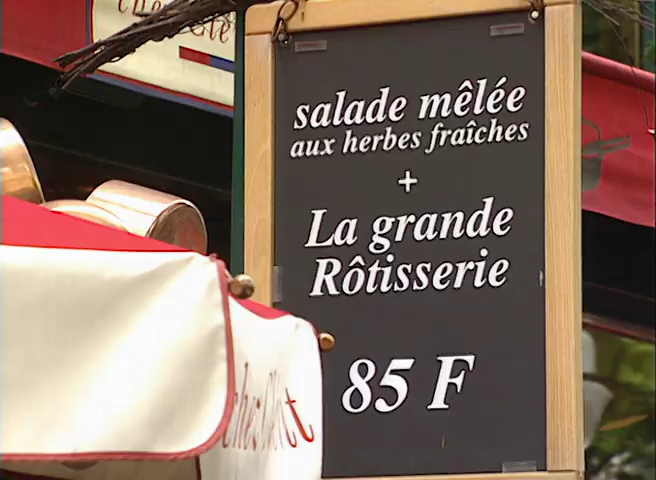 salade mêlée
aux herbes fraîches
+
La grande
Rôtisserie
85 F